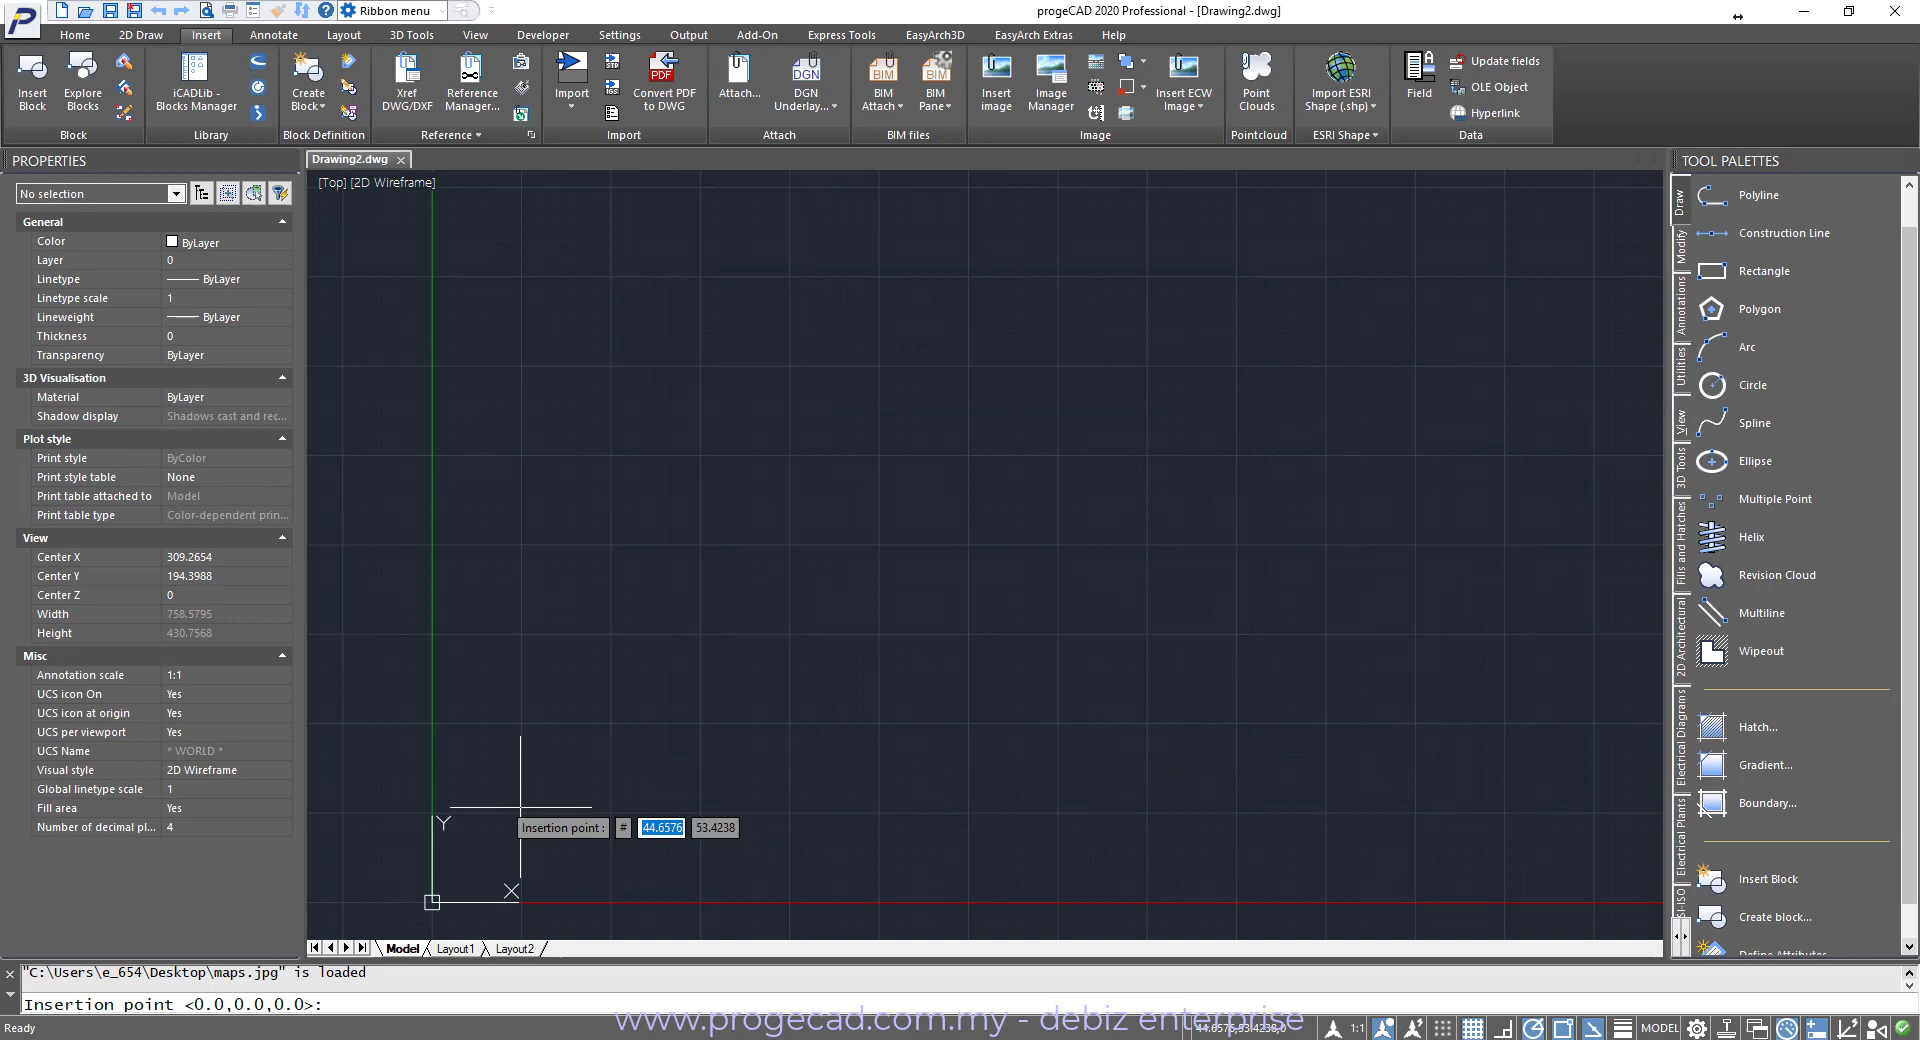 Ribbon menu
progeCAD 2020 Professional - [Drawing2.dwg]
Home 2D Draw Insert Annotate Layout 3D Tools View Developer Settings Output Add-On Express Tools EasyArch3D EasyArch Extras Help
Insert Block
Explore Blocks
iCADLib - Blocks Manager
Create Block
Xref DWG/DXF
Reference Manager...
Import
Convert PDF to DWG
Attach...
DGN Underlay...
BIM Attach
BIM Pane
Insert image
Image Manager
Insert ECW Image
Point Clouds
Import ESRI Shape (.shp)
Field
Update fields
OLE Object
Hyperlink
Block Library Block Definition Reference Import Attach BIM files Image Pointcloud ESRI Shape Data
PROPERTIES
No selection
General
Color ByLayer
Layer 0
Linetype ByLayer
Linetype scale 1
Lineweight ByLayer
Thickness 0
Transparency ByLayer
3D Visualisation
Material ByLayer
Shadow display Shadows cast and rec...
Plot style
Print style ByColor
Print style table None
Print table attached to Model
Print table type Color-dependent prin...
View
Center X 309.2654
Center Y 194.3988
Center Z 0
Width 758.5795
Height 430.7568
Misc
Annotation scale 1:1
UCS icon On Yes
UCS icon at origin Yes
UCS per viewport Yes
UCS Name * WORLD *
Visual style 2D Wireframe
Global linetype scale 1
Fill area Yes
Number of decimal pl... 4
Drawing2.dwg
[Top] [2D Wireframe]
Y
X
Insertion point : # 44.6576 53.4238
Model Layout1 Layout2
TOOL PALETTES
Draw
Modify
Annotations
Utilities
View
3D Tools
Fills and Hatches
2D Architectural
Electrical Diagrams
Electrical Plants
SI-ISO
Polyline
Construction Line
Rectangle
Polygon
Arc
Circle
Spline
Ellipse
Multiple Point
Helix
Revision Cloud
Multiline
Wipeout
Hatch...
Gradient...
Boundary...
Insert Block
Create block...
Define Attributes
"C:\Users\e_654\Desktop\maps.jpg" is loaded
Insertion point <0.0,0.0,0.0>:
www.progecad.com.my - debiz enterprise
Ready 44.6576,53.4238,0 1:1 MODEL